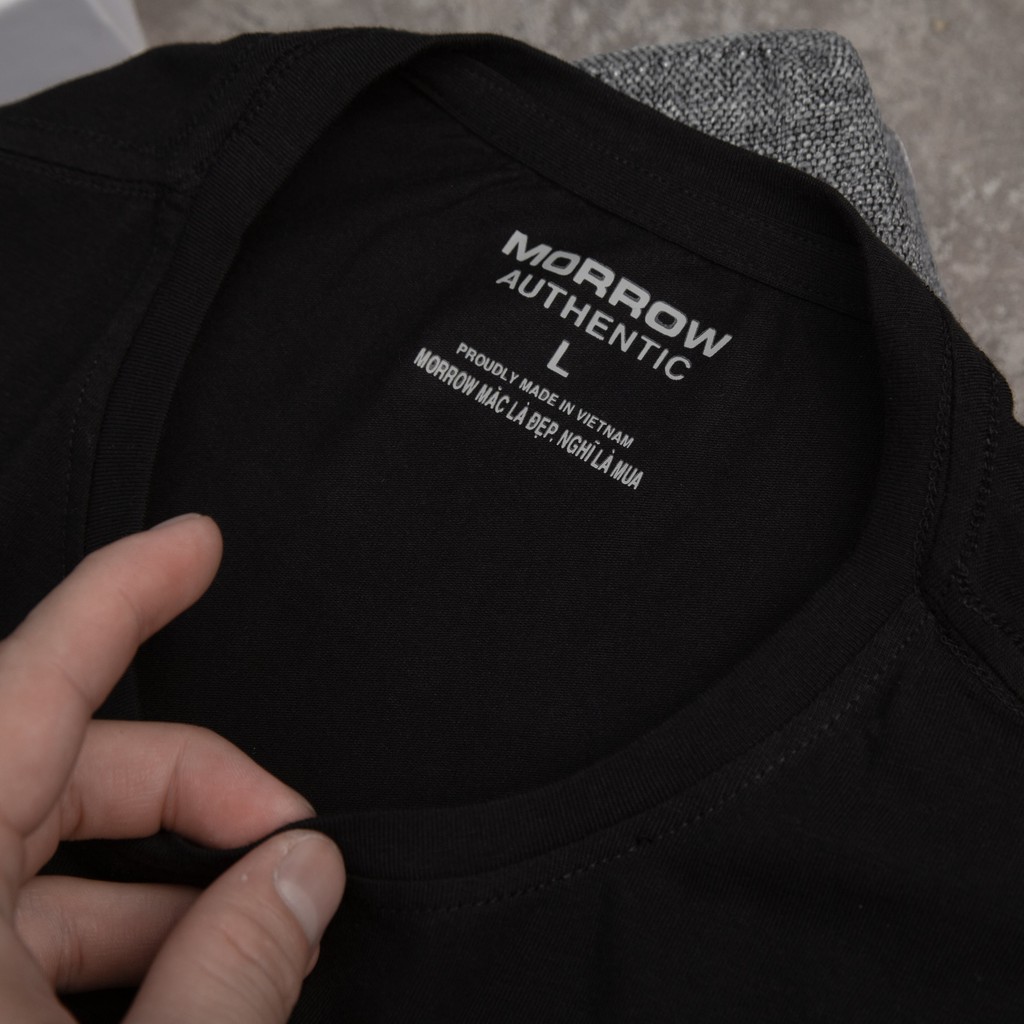 MORROW
AUTHENTIC
L
PROUDLY MADE IN VIETNAM
MORROW MẶC LÀ ĐẸP. NGHĨ LÀ MUA